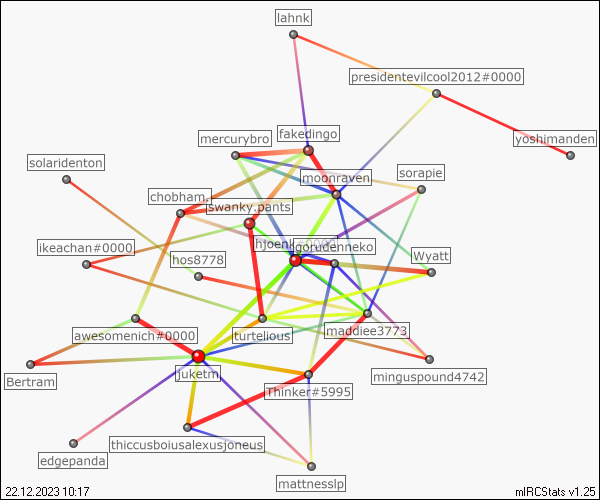 lahnk
presidentevilcool2012#0000
fakedingo
mercurybro
yoshimanden
solaridenton
moonraven
sorapie
chobham
swanky.pants
ikeachan#0000
hjoenk#0000
gorudenneko
hos8778
Wyatt
awesomenich#0000
turtelious
maddiee3773
juketm
minguspound4742
Bertram
Thinker#5995
thiccusboiusalexusjoneus
edgepanda
mattnesslp
22.12.2023 10:17
mIRCStats v1.25